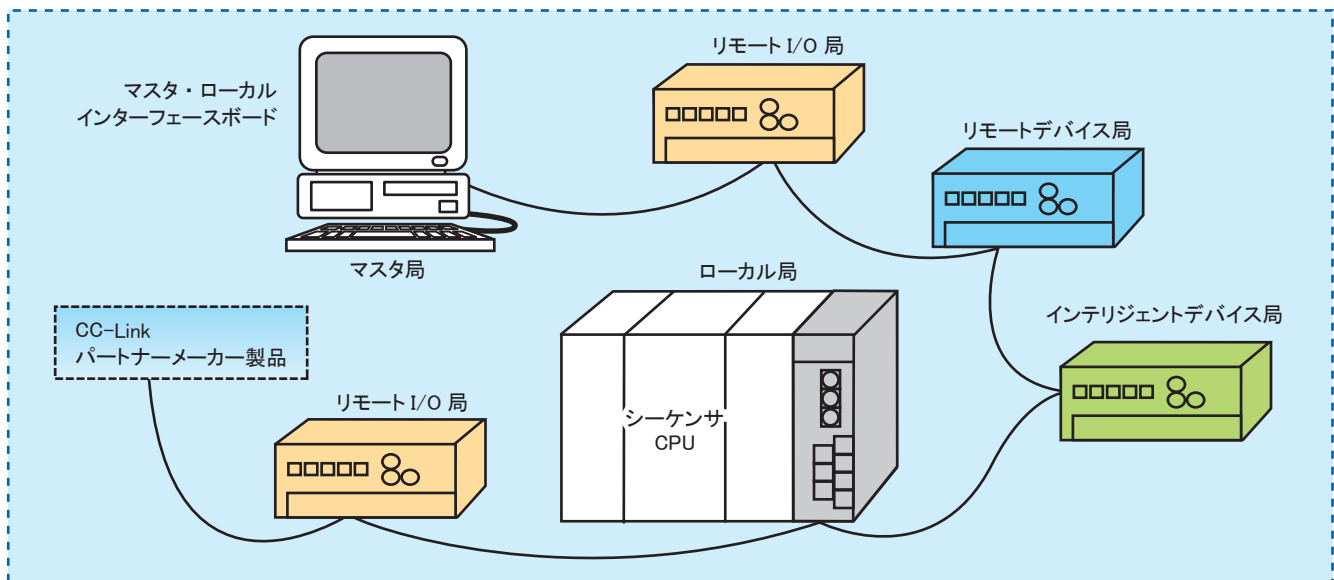 リモート I/O 局
マスタ・ローカル
インターフェースボード
リモートデバイス局
マスタ局
ローカル局
インテリジェントデバイス局
CC-Link
パートナーメーカー製品
リモート I/O 局
シーケンサ
CPU